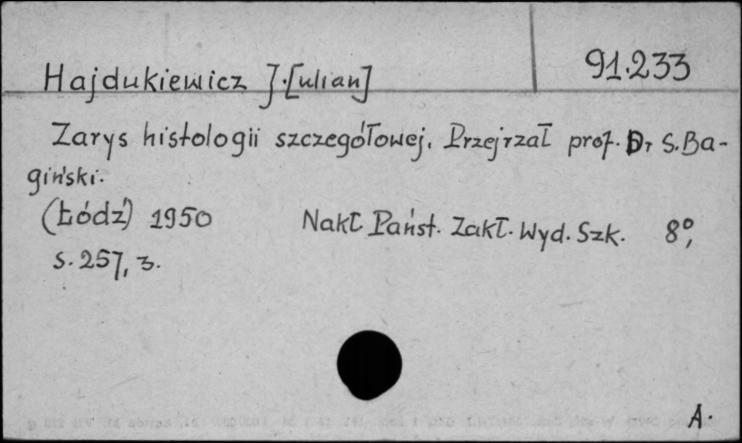 91.233
Hajdukiewicz J.[ulian]
Zarys histologii szczegółowej. Przejrzał prof. Dr S. Ba-
giński.
(Łódź) 1950 Nakł. Państ. Zakł. Wyd. Szk. 8°,
s. 257, 3.
A.